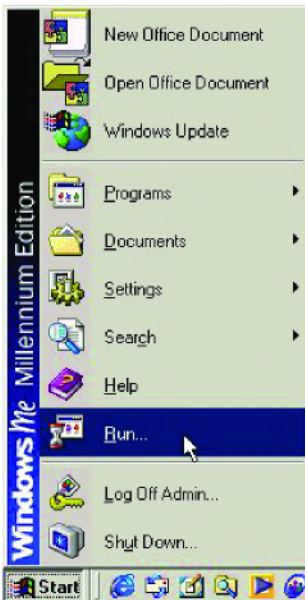 New Office Document
Open Office Document
Windows Update
Programs
Documents
Settings
Search
Help
Run...
Log Off Admin...
Shut Down...
Windows Me Millennium Edition
Start